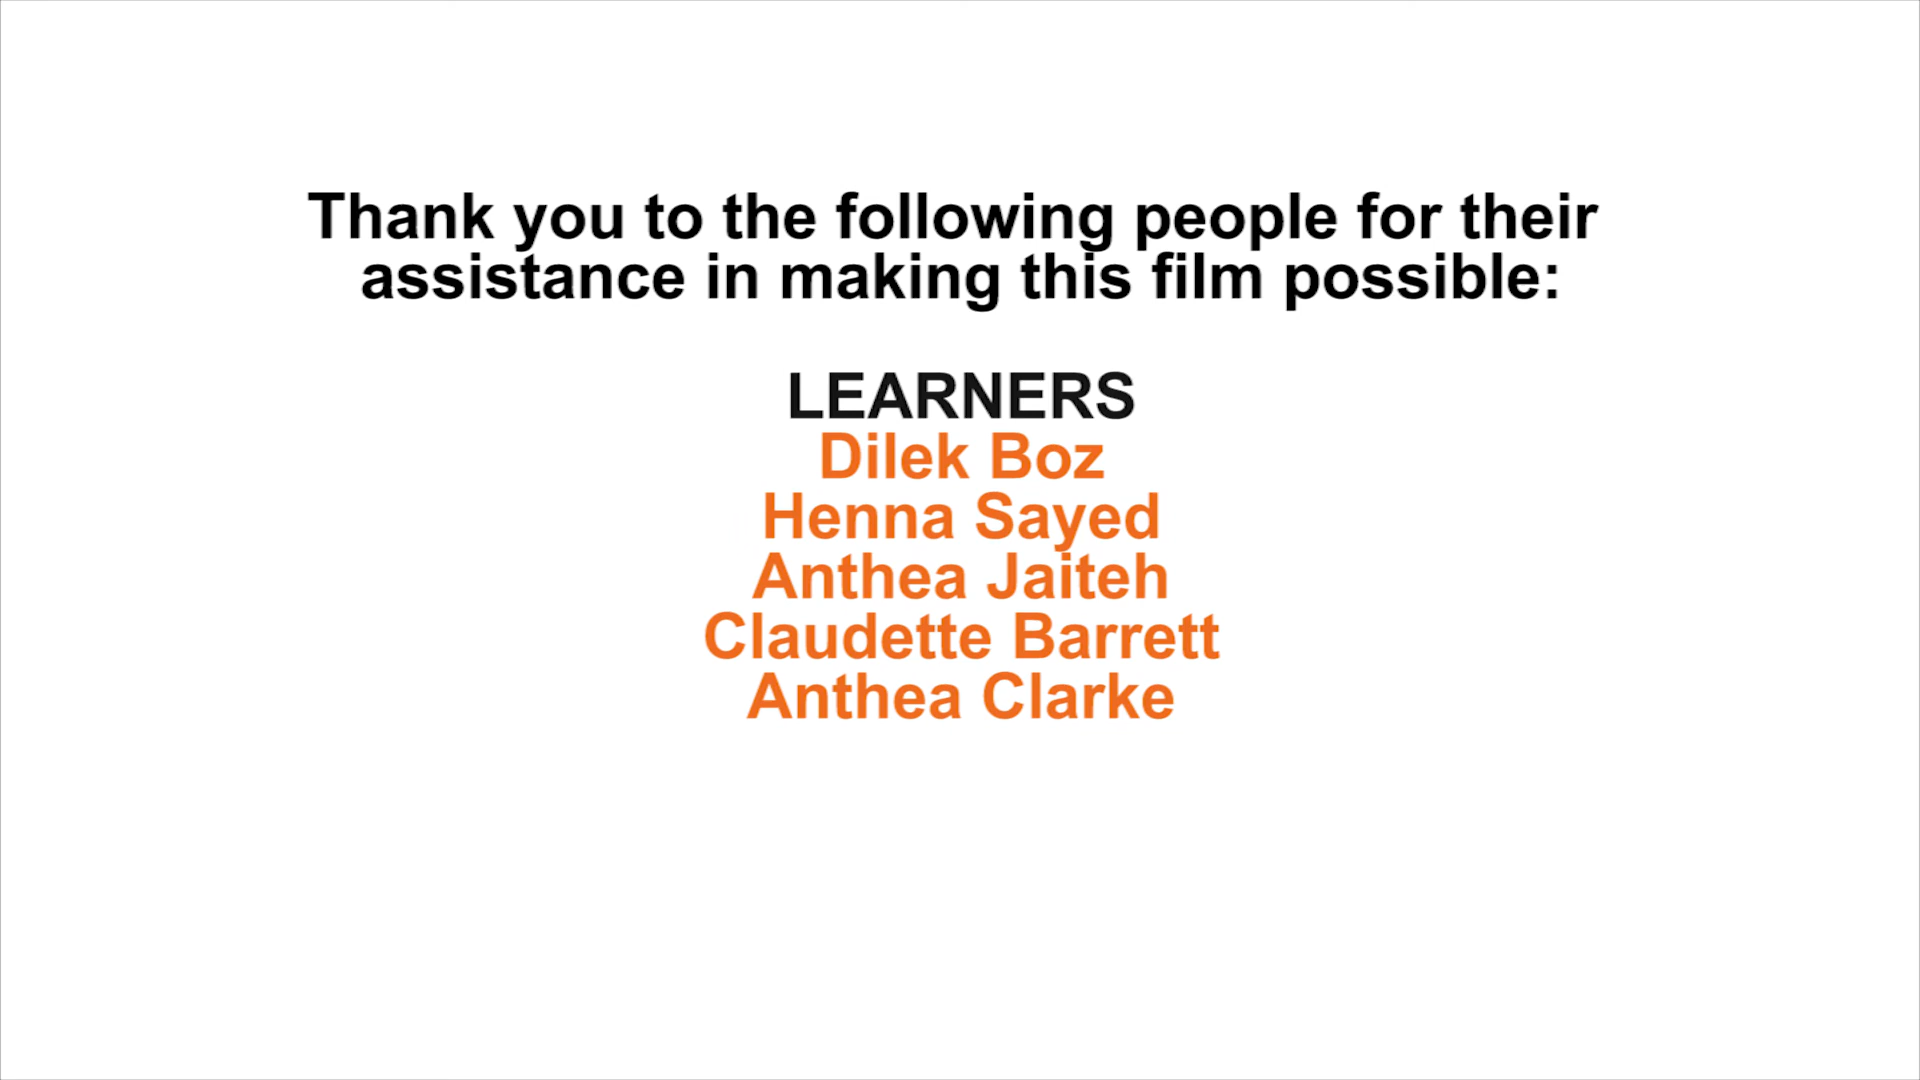 Thank you to the following people for their
assistance in making this film possible:
LEARNERS
Dilek Boz
Henna Sayed
Anthea Jaiteh
Claudette Barrett
Anthea Clarke